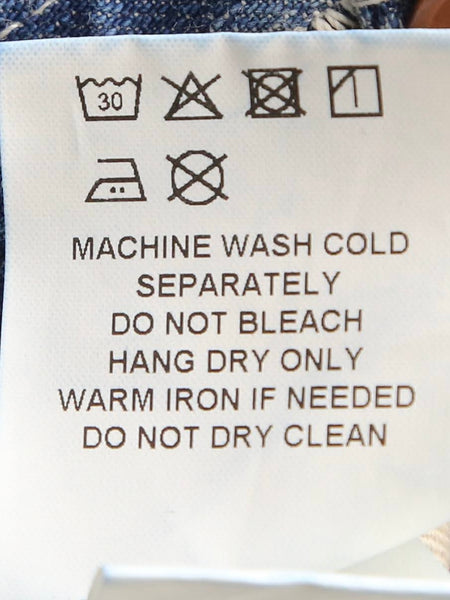 30
MACHINE WASH COLD
SEPARATELY
DO NOT BLEACH
HANG DRY ONLY
WARM IRON IF NEEDED
DO NOT DRY CLEAN